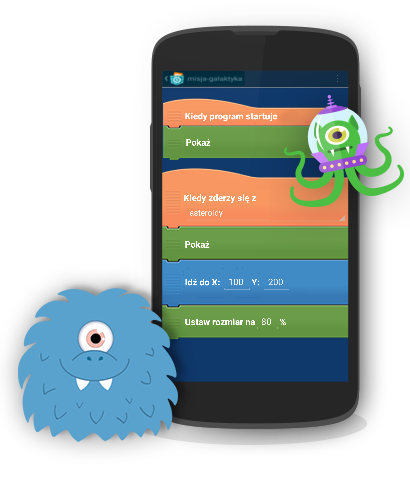 misja-galaktyka
Kiedy program startuje
Pokaż
Kiedy zderzy się z
asteroidy
Pokaż
Idź do X: 100 Y: 200
Ustaw rozmiar na 80 %